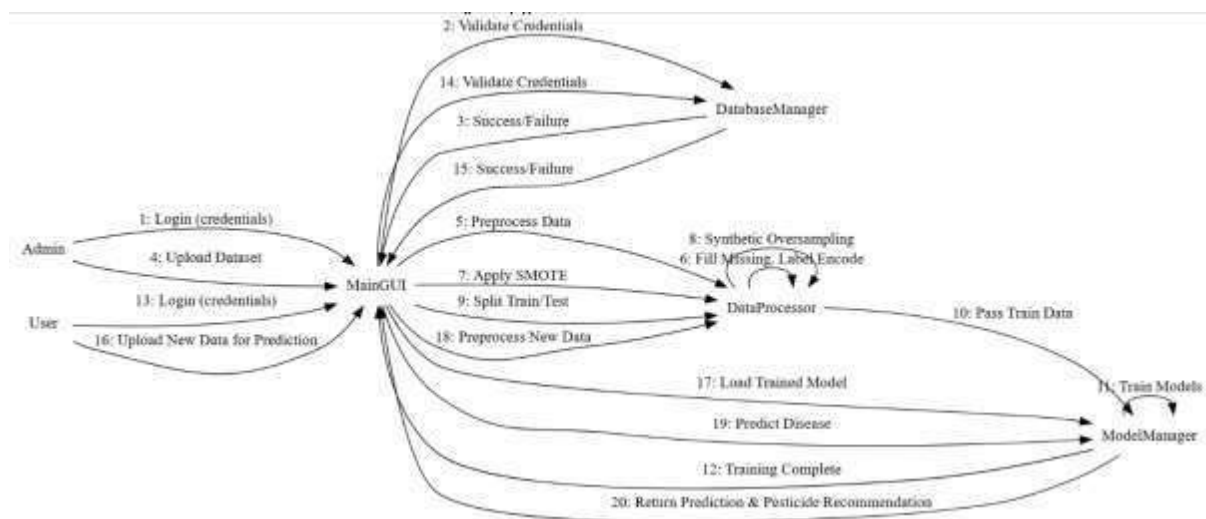 2: Validate Credentials
14: Validate Credentials
DatabaseManager
3: Success/Failure
15: Success/Failure
1: Login (credentials)
5: Preprocess Data
8: Synthetic Oversampling
Admin
4: Upload Dataset
6: Fill Missing, Label Encode
7: Apply SMOTE
MainGUI
13: Login (credentials)
9: Split Train/Test
DataProcessor
10: Pass Train Data
User
16: Upload New Data for Prediction
18: Preprocess New Data
17: Load Trained Model
11: Train Models
19: Predict Disease
ModelManager
12: Training Complete
20: Return Prediction & Pesticide Recommendation